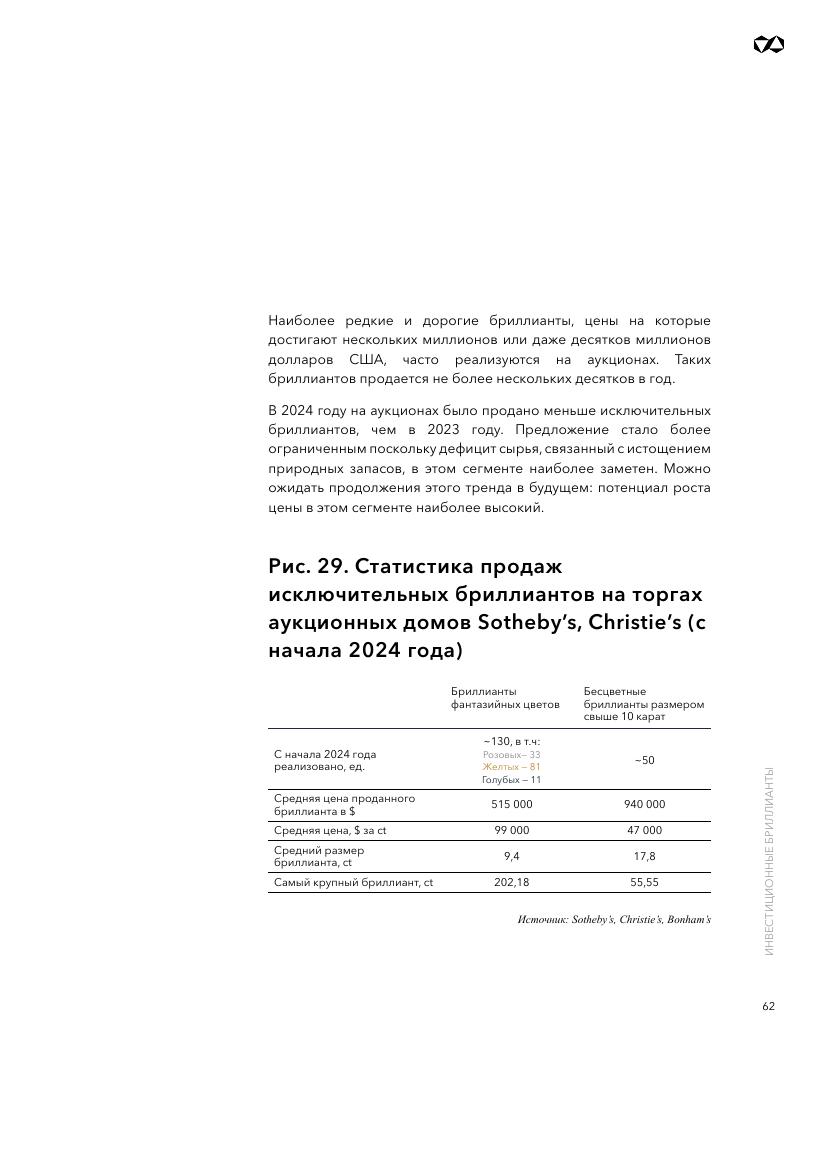 Наиболее редкие и дорогие бриллианты, цены на которые
достигают нескольких миллионов или даже десятков миллионов
долларов США, часто реализуются на аукционах. Таких
бриллиантов продается не более нескольких десятков в год.
В 2024 году на аукционах было продано меньше исключительных
бриллиантов, чем в 2023 году. Предложение стало более
ограниченным поскольку дефицит сырья, связанный с истощением
природных запасов, в этом сегменте наиболее заметен. Можно
ожидать продолжения этого тренда в будущем: потенциал роста
цены в этом сегменте наиболее высокий.
Рис. 29. Статистика продаж
исключительных бриллиантов на торгах
аукционных домов Sotheby’s, Christie’s (с
начала 2024 года)
Бриллианты
фантазийных цветов
Бесцветные
бриллианты размером
свыше 10 карат
С начала 2024 года
реализовано, ед.
~130, в т.ч:
Розовых— 33
Желтых — 81
Голубых — 11
~50
Средняя цена проданного
бриллианта в $
515 000
940 000
Средняя цена, $ за ct
99 000
47 000
Средний размер
бриллианта, ct
9,4
17,8
Самый крупный бриллиант, ct
202,18
55,55
Источник: Sotheby’s, Christie’s, Bonham’s
ИНВЕСТИЦИОННЫЕ БРИЛЛИАНТЫ
62